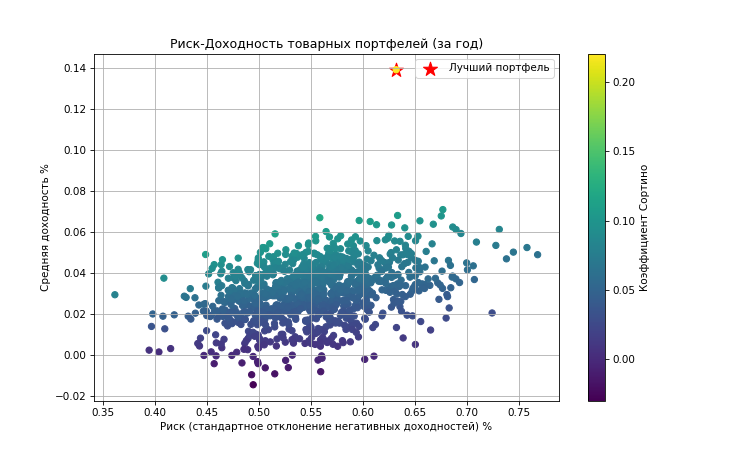 Риск-Доходность товарных портфелей (за год)
Лучший портфель
Средняя доходность %
0.14
0.12
0.10
0.08
0.06
0.04
0.02
0.00
−0.02
0.35 0.40 0.45 0.50 0.55 0.60 0.65 0.70 0.75
Риск (стандартное отклонение негативных доходностей) %
0.20
0.15
0.10
0.05
0.00
Коэффициент Сортино